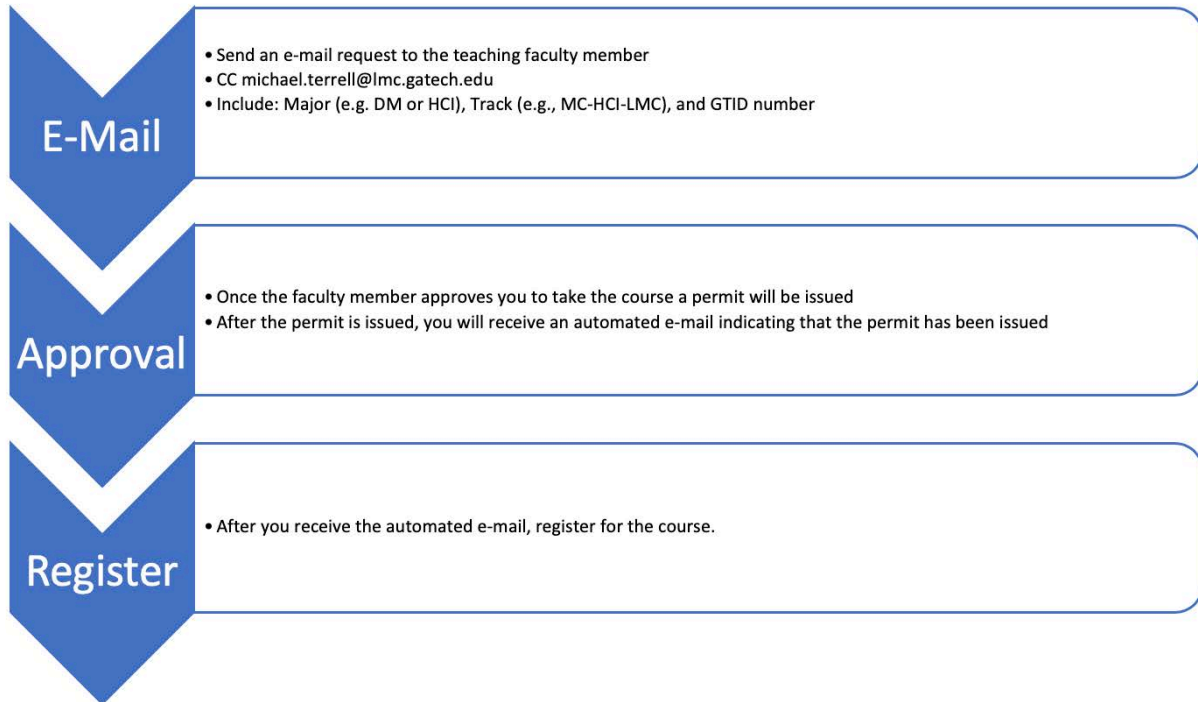 E-Mail
• Send an e-mail request to the teaching faculty member
• CC michael.terrell@lmc.gatech.edu
• Include: Major (e.g. DM or HCI), Track (e.g., MC-HCI-LMC), and GTID number
Approval
• Once the faculty member approves you to take the course a permit will be issued
• After the permit is issued, you will receive an automated e-mail indicating that the permit has been issued
Register
• After you receive the automated e-mail, register for the course.